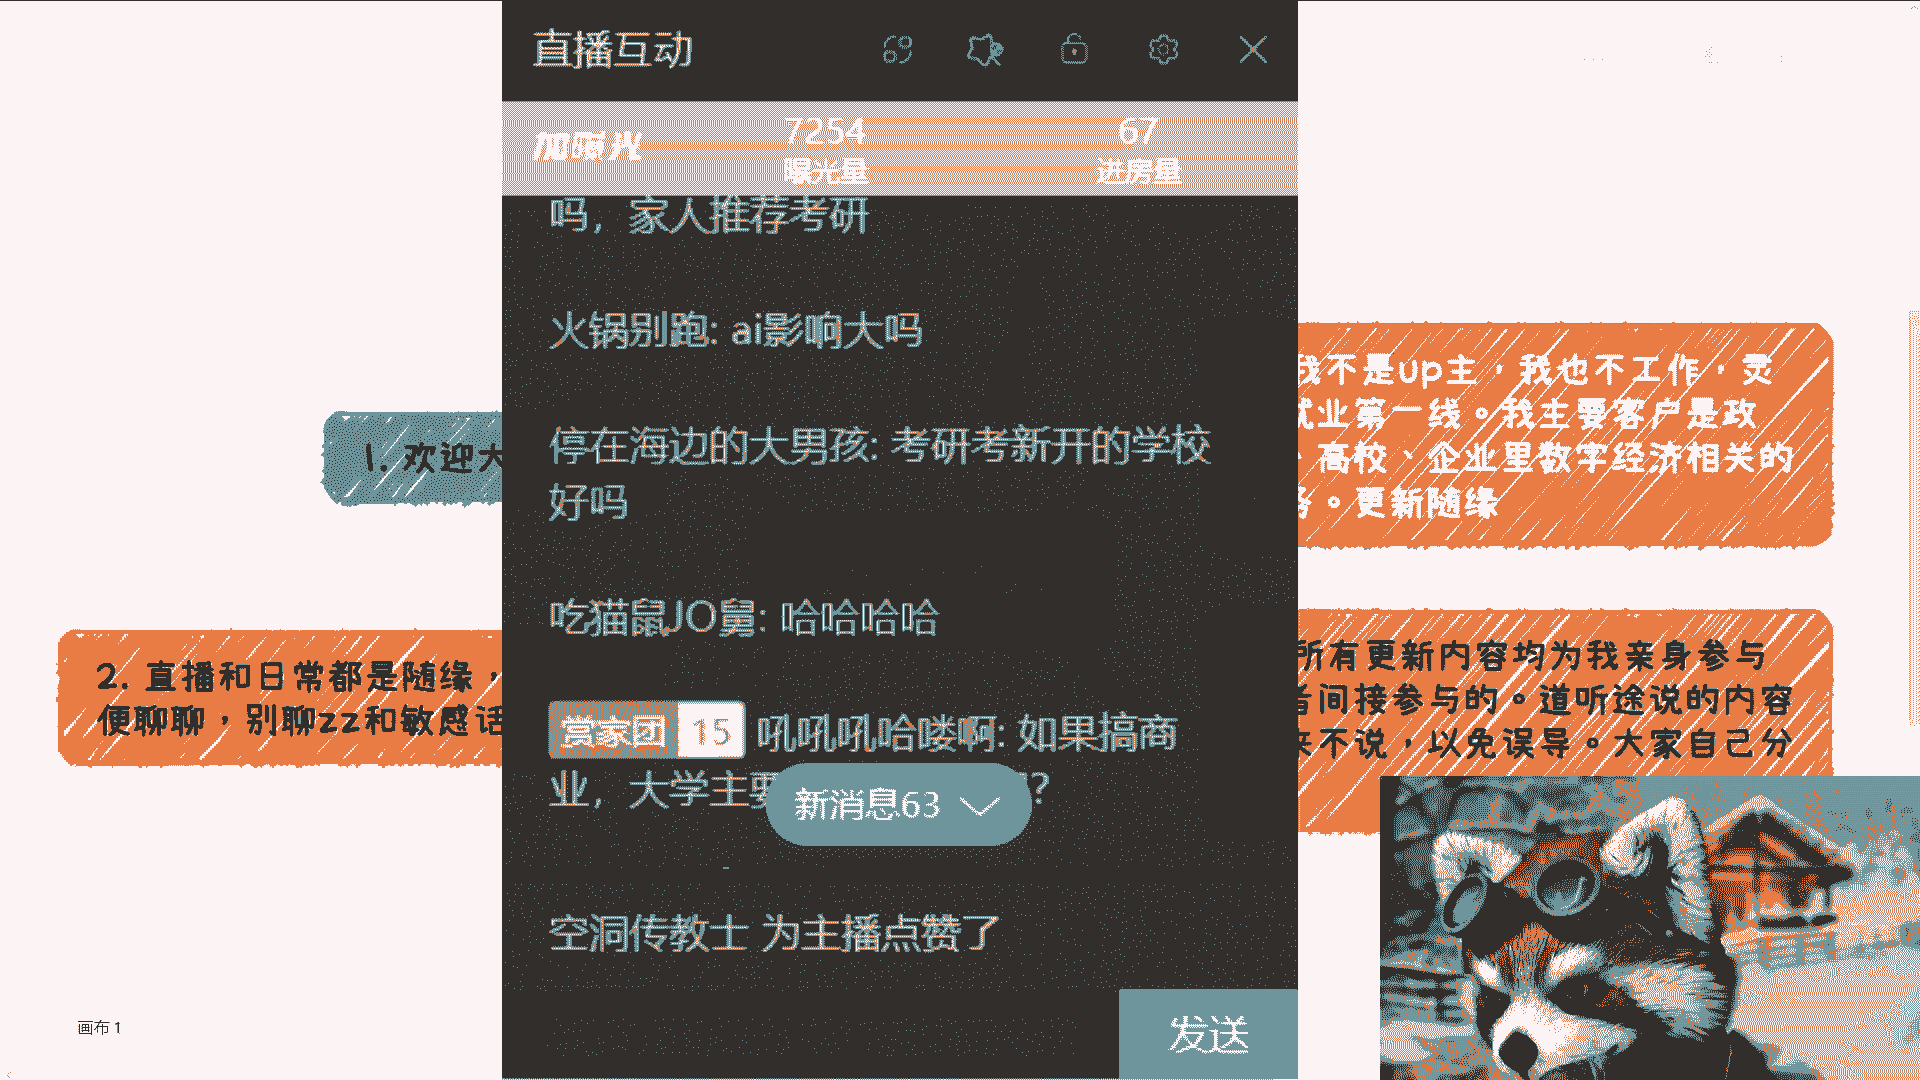 直播互动
加曝光
7254
曝光量
67
进房量
吗，家人推荐考研
火锅别跑: ai影响大吗
停在海边的大男孩: 考研考新开的学校
好吗
吃猫鼠JO舅: 哈哈哈哈
赏家团 15 吼吼吼哈喽啊: 如果搞商
业，大学主要
?
新消息63
空洞传教士 为主播点赞了
发送
1. 欢迎大
2. 直播和日常都是随缘，
便聊聊，别聊zz和敏感话
我不是up主，我也不工作，灵
就业第一线。我主要客户是政
、高校、企业里数字经济相关的
。更新随缘
所有更新内容均为我亲身参与
者间接参与的。道听途说的内容
来不说，以免误导。大家自己分
画布 1